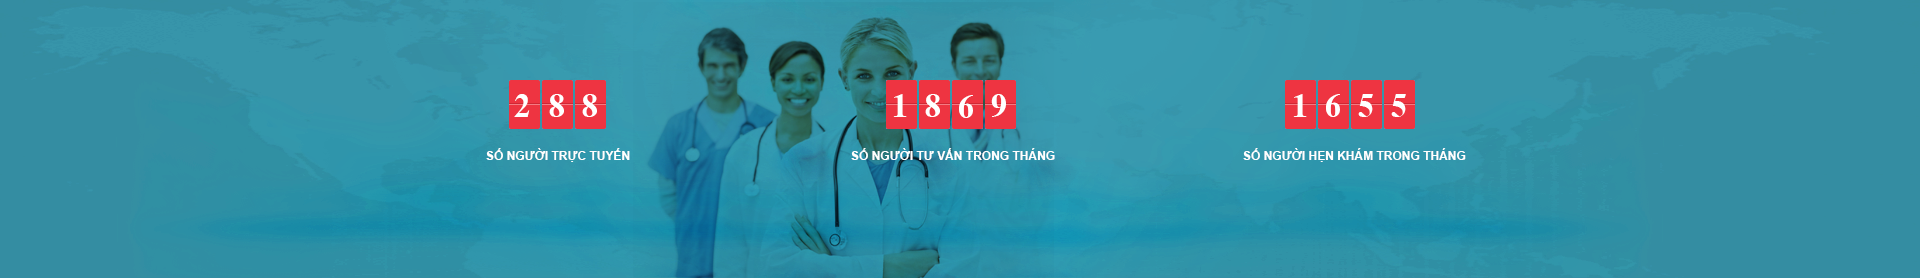 288
1869
1655
SỐ NGƯỜI TRỰC TUYẾN
SỐ NGƯỜI TƯ VẤN TRONG THÁNG
SỐ NGƯỜI HẸN KHÁM TRONG THÁNG